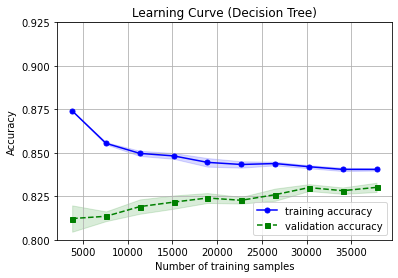 Learning Curve (Decision Tree)
0.925
0.900
0.875
0.850
0.825
0.800
Accuracy
training accuracy
validation accuracy
5000 10000 15000 20000 25000 30000 35000
Number of training samples